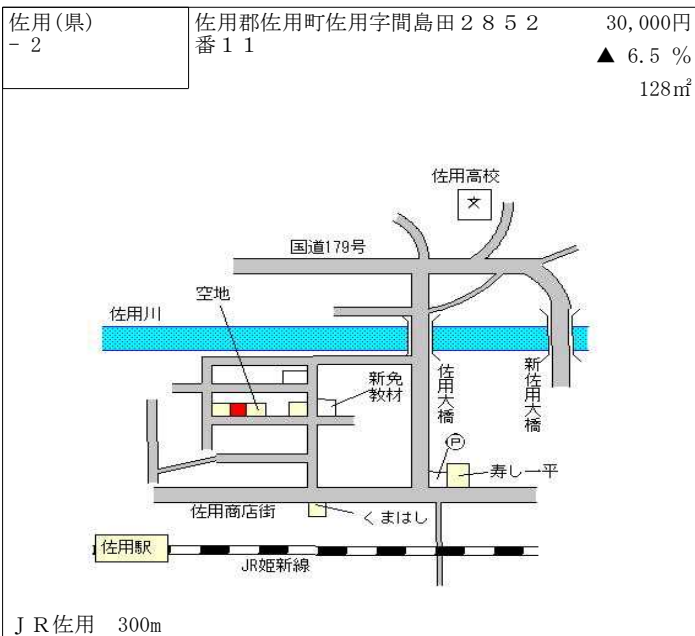 佐用(県)
－2
佐用郡佐用町佐用字間島田２８５２
番１１
30,000円
▲ 6.5 %
128㎡
佐用高校
文
国道179号
空地
佐用川
新免
教材
佐用大橋
新佐用大橋
P
寿し一平
佐用商店街
くまはし
佐用駅
JR姫新線
ＪＲ佐用　300m